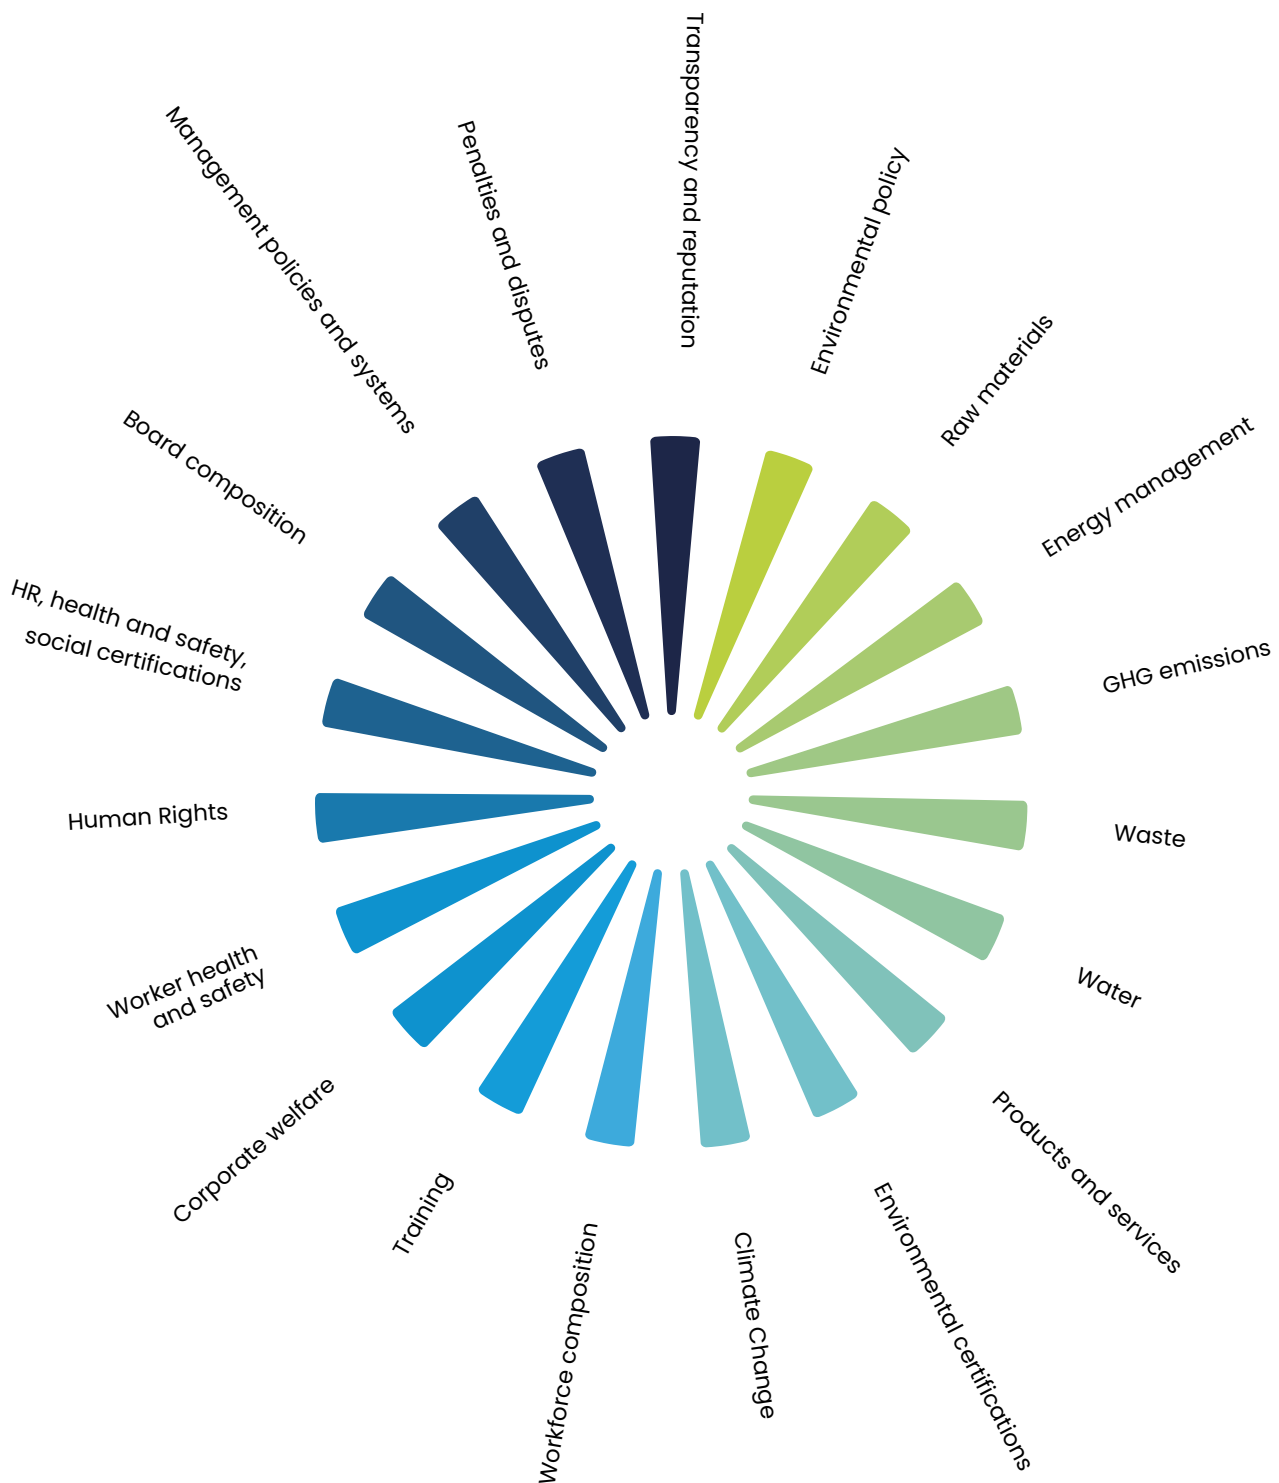 Transparency and reputation
Environmental policy
Raw materials
Energy management
GHG emissions
Waste
Water
Products and services
Environmental certifications
Climate Change
Workforce composition
Training
Corporate welfare
Worker health
and safety
Human Rights
HR, health and safety,
social certifications
Board composition
Management policies and systems
Penalties and disputes